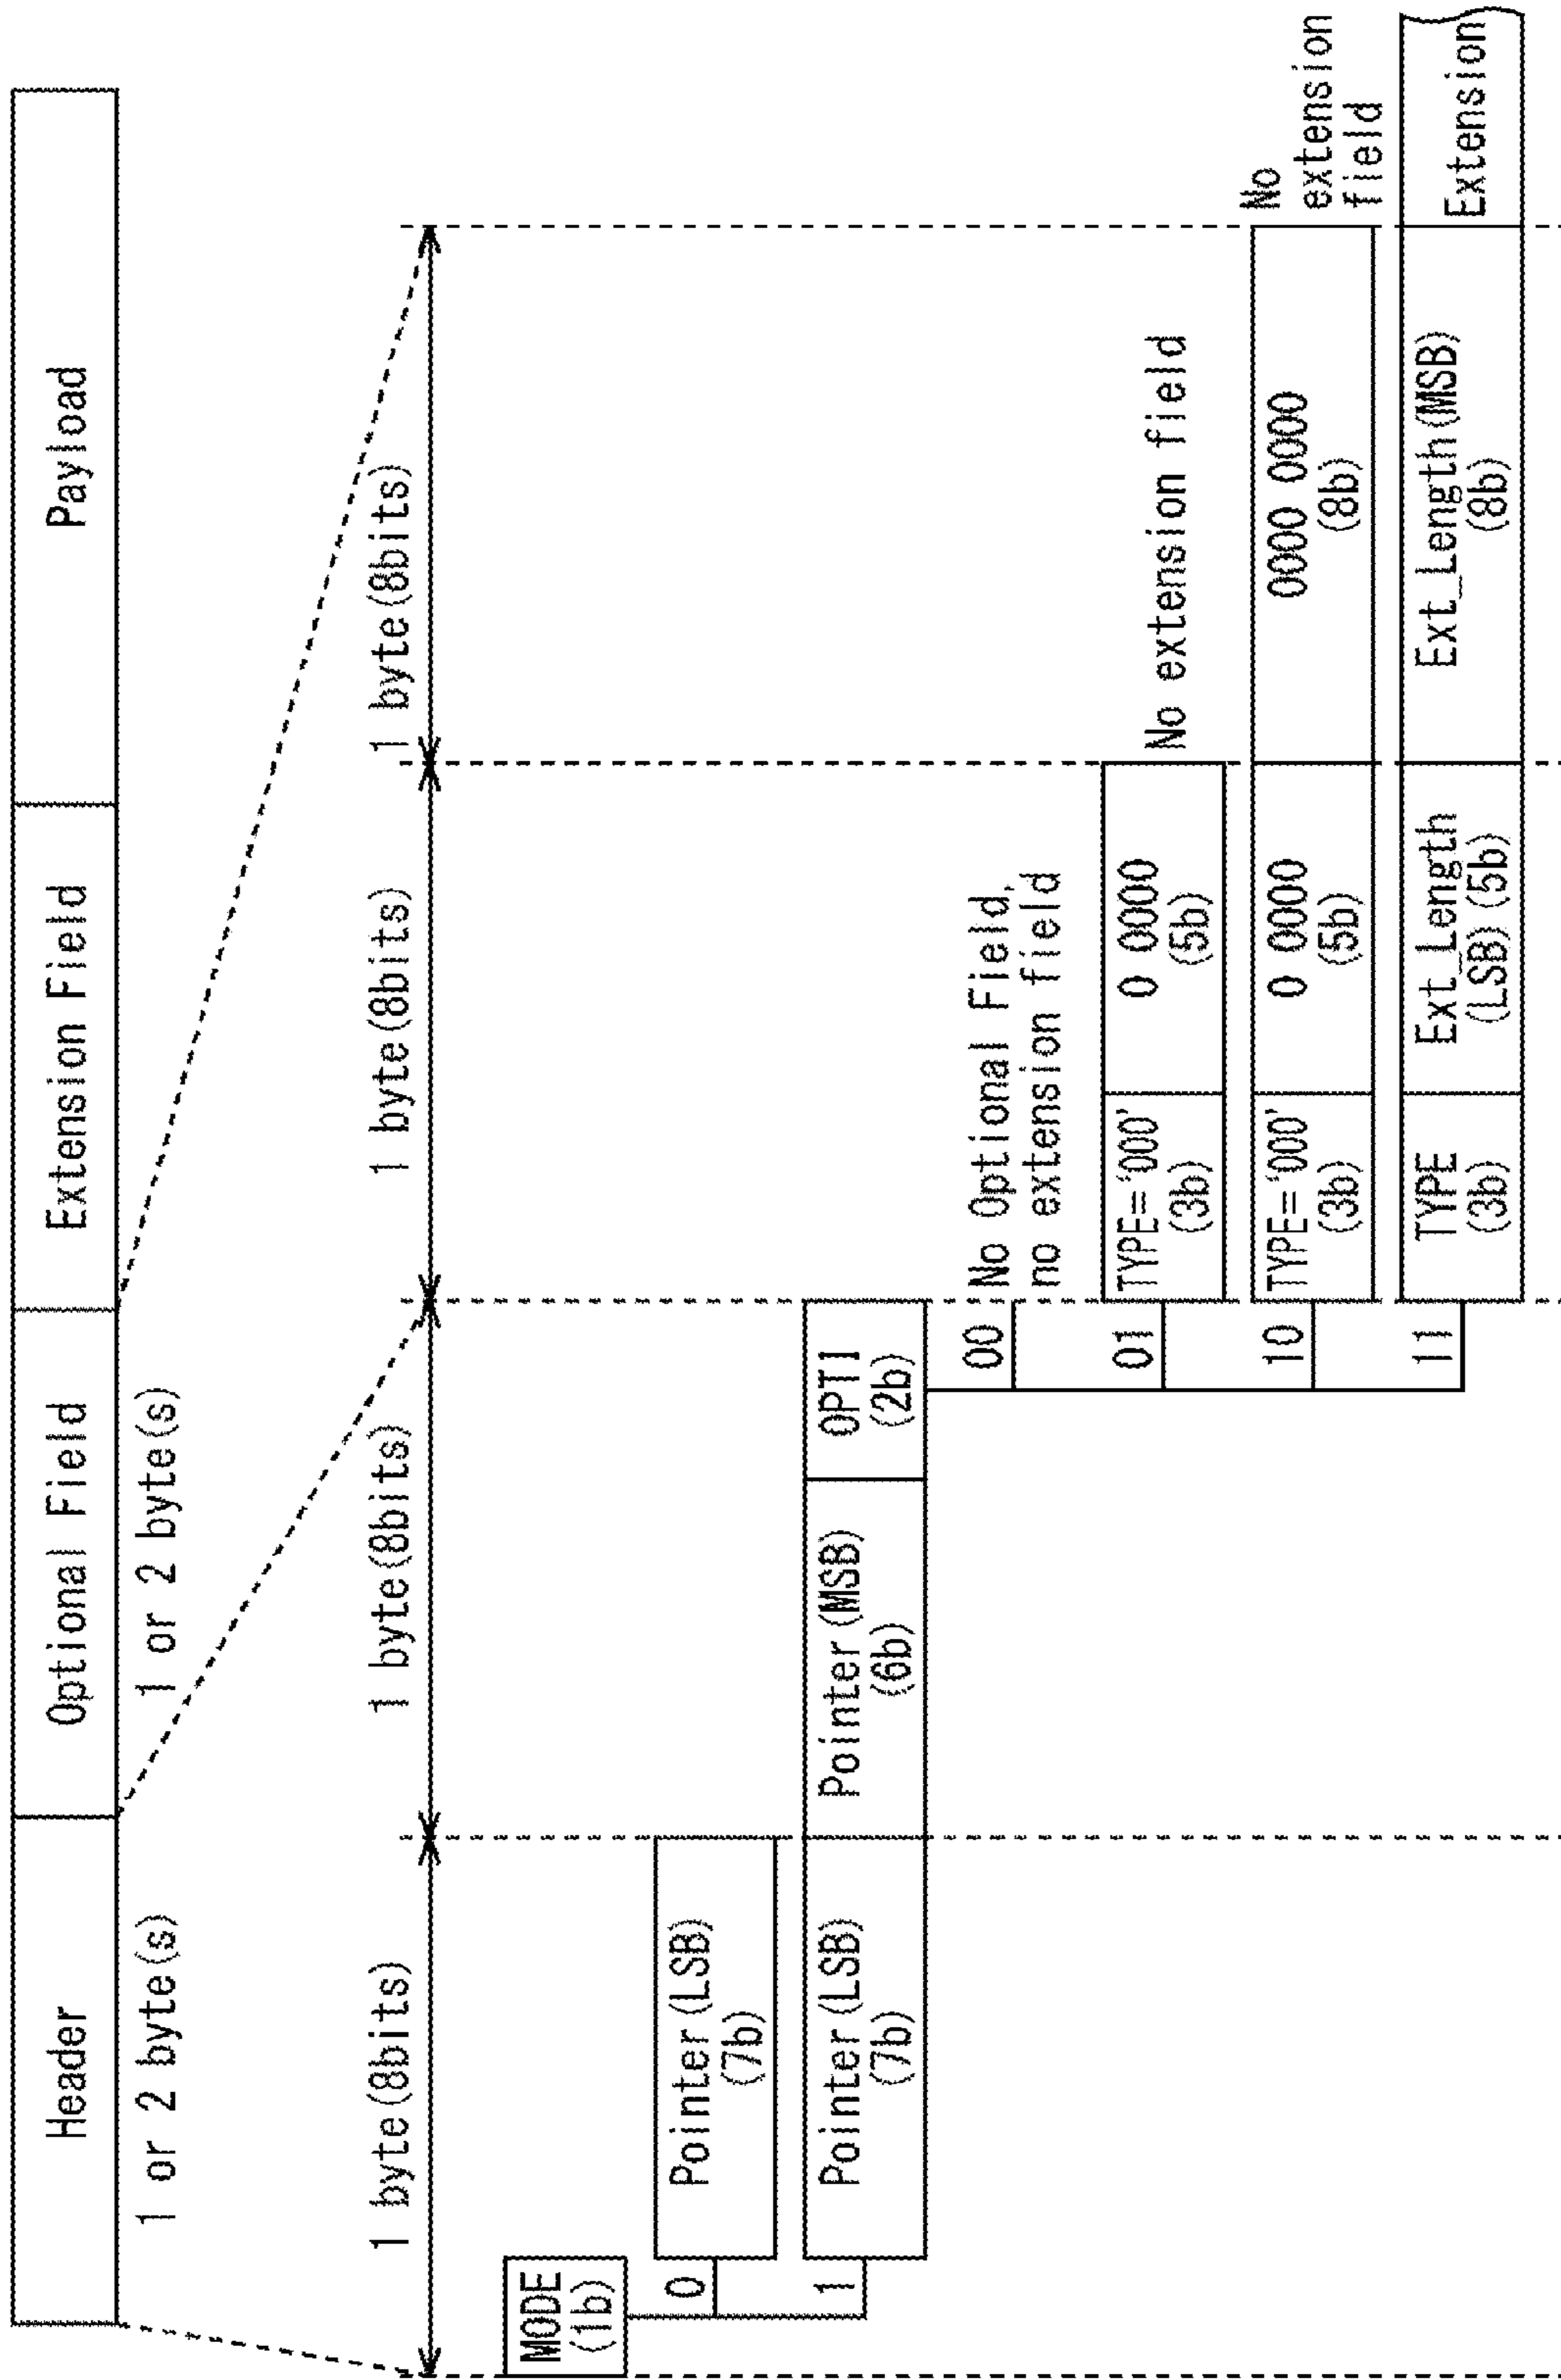 Header
Optional Field
Extension Field
Payload
1 or 2 byte(s)
1 or 2 byte(s)
1 byte(8bits)
1 byte(8bits)
1 byte(8bits)
1 byte(8bits)
MODE
(1b)
0
Pointer(LSB)
(7b)
1
Pointer(LSB)
(7b)
Pointer(MSB)
(6b)
OPTI
(2b)
00
No Optional Field,
no extension field
01
TYPE='000'
(3b)
0 0000
(5b)
No extension field
10
TYPE='000'
(3b)
0 0000
(5b)
0000 0000
(8b)
No
extension
field
11
TYPE
(3b)
Ext_Length
(LSB)(5b)
Ext_Length(MSB)
(8b)
Extension